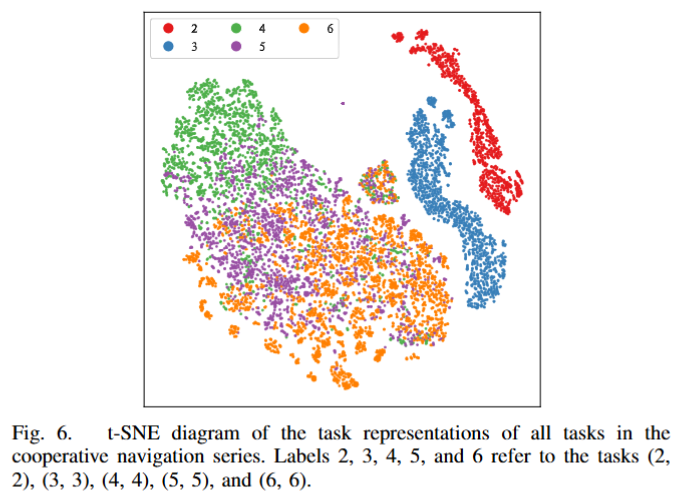 2 4 6
3 5
Fig. 6. t-SNE diagram of the task representations of all tasks in the
cooperative navigation series. Labels 2, 3, 4, 5, and 6 refer to the tasks (2,
2), (3, 3), (4, 4), (5, 5), and (6, 6).